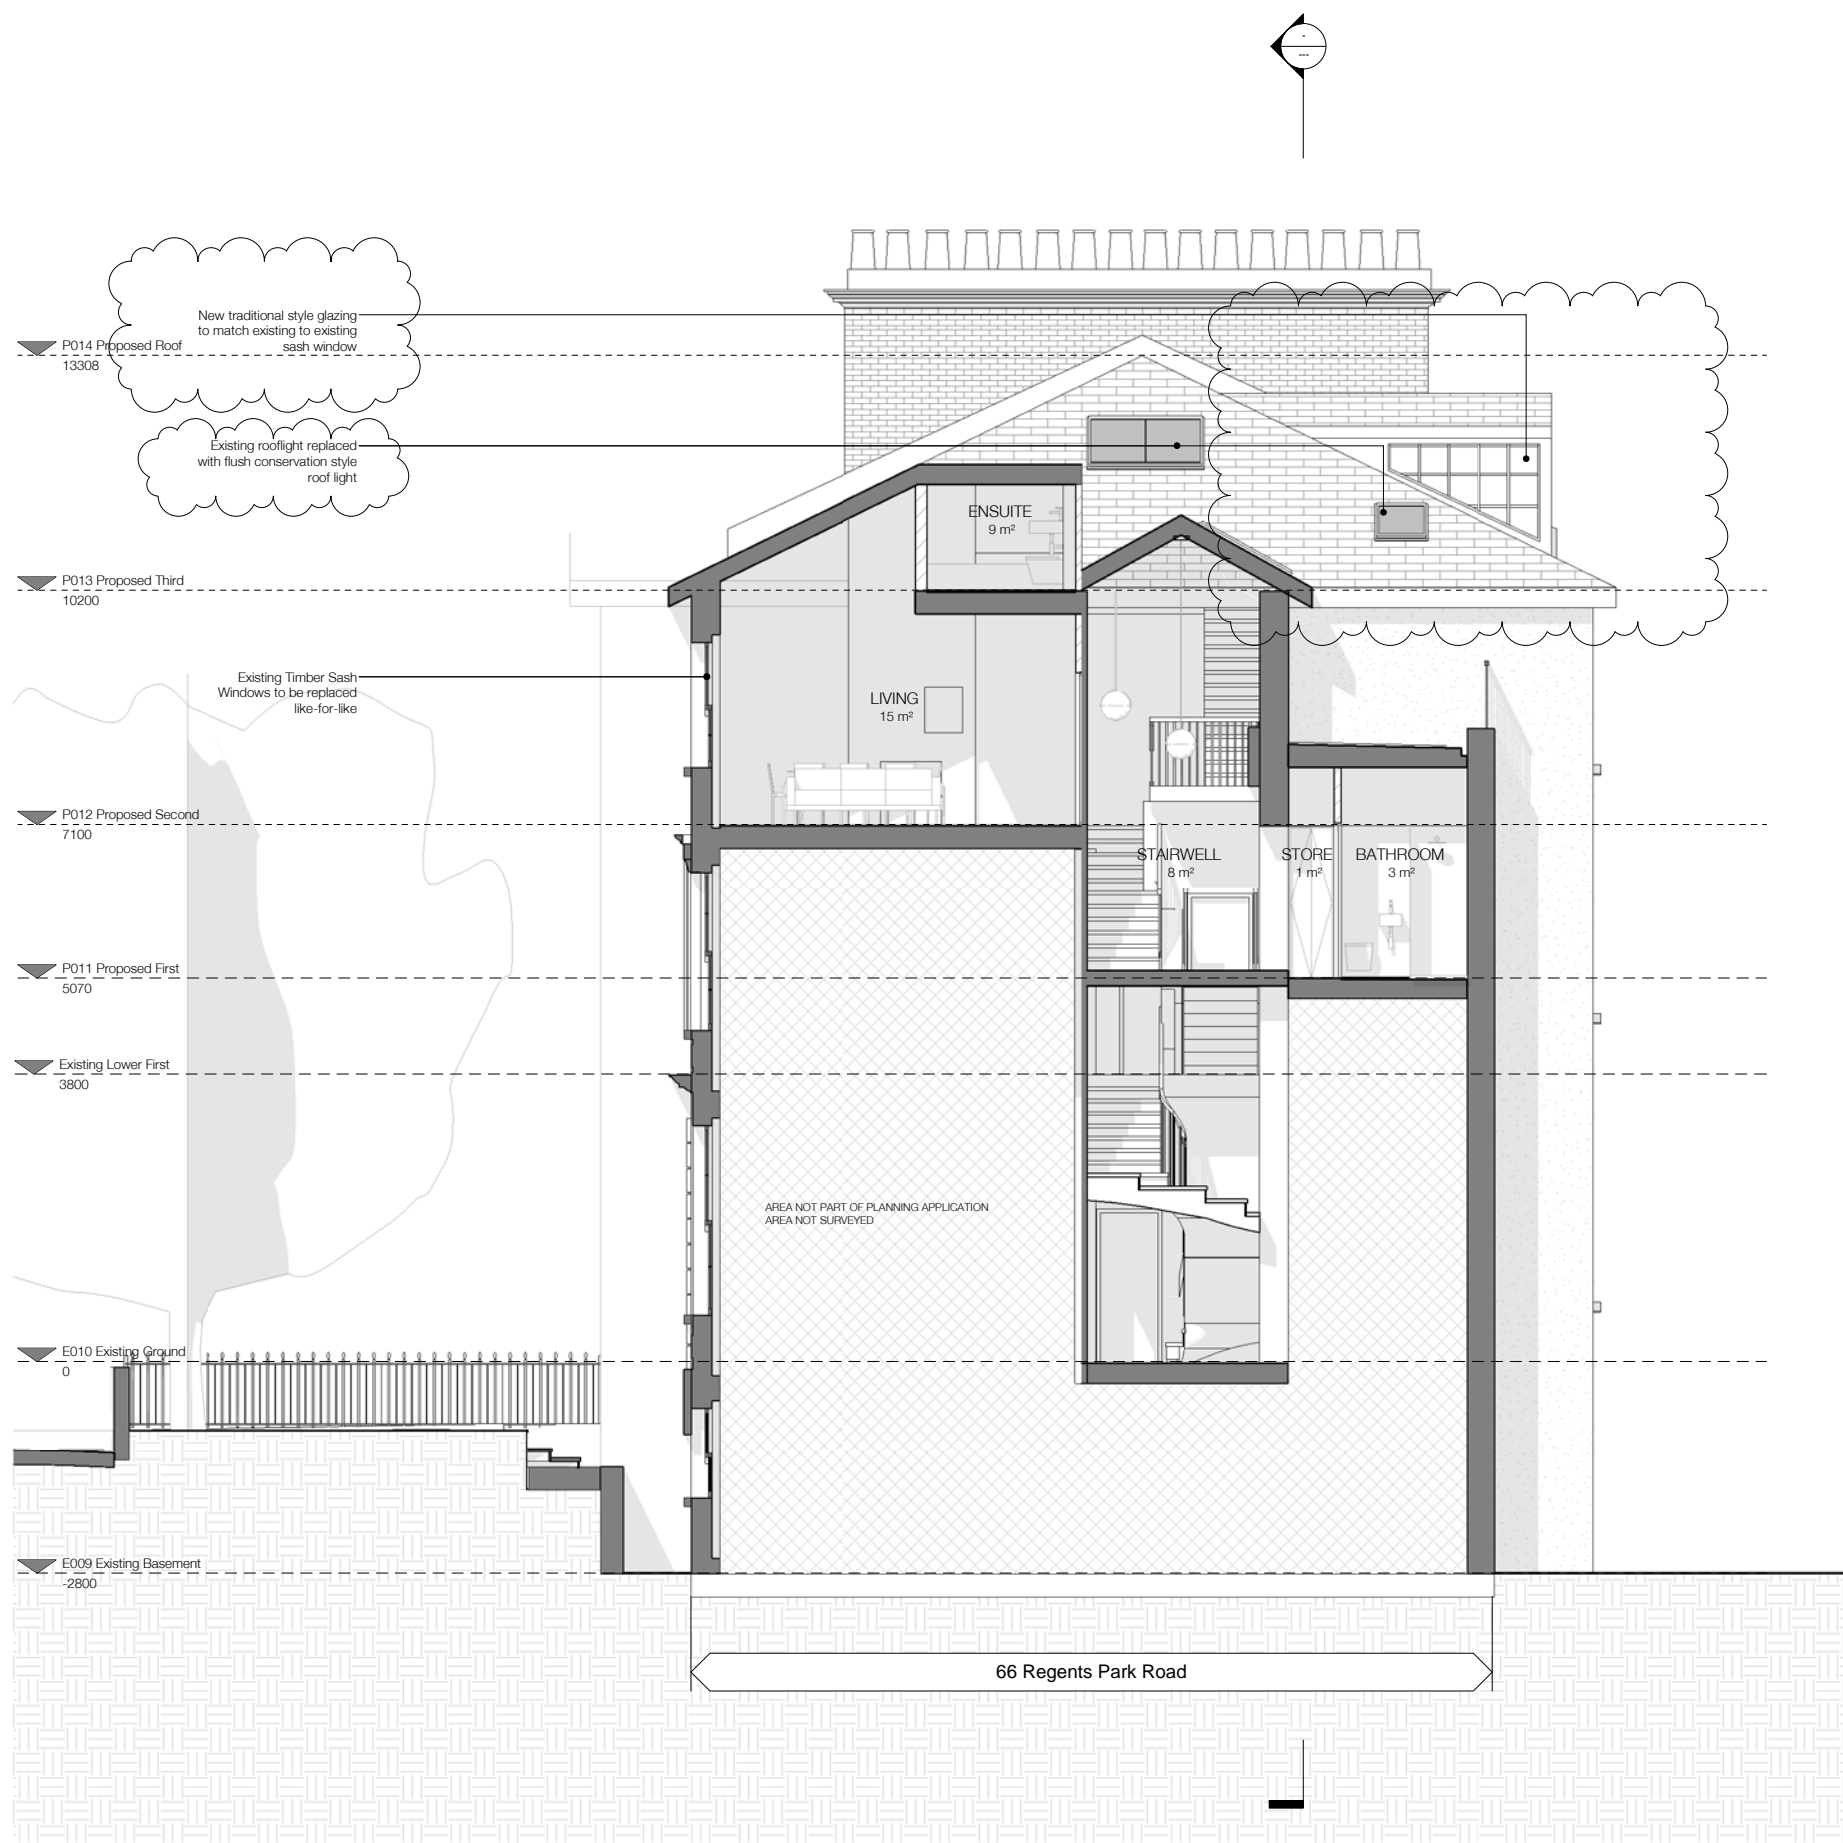 -
---
New traditional style glazing
to match existing to existing
sash window
P014 Proposed Roof
13308
Existing rooflight replaced
with flush conservation style
roof light
ENSUITE
9 m²
P013 Proposed Third
10200
Existing Timber Sash
Windows to be replaced
like-for-like
LIVING
15 m²
P012 Proposed Second
7100
STAIRWELL
8 m²
STORE
1 m²
BATHROOM
3 m²
P011 Proposed First
5070
Existing Lower First
3800
AREA NOT PART OF PLANNING APPLICATION
AREA NOT SURVEYED
E010 Existing Ground
0
E009 Existing Basement
-2800
66 Regents Park Road